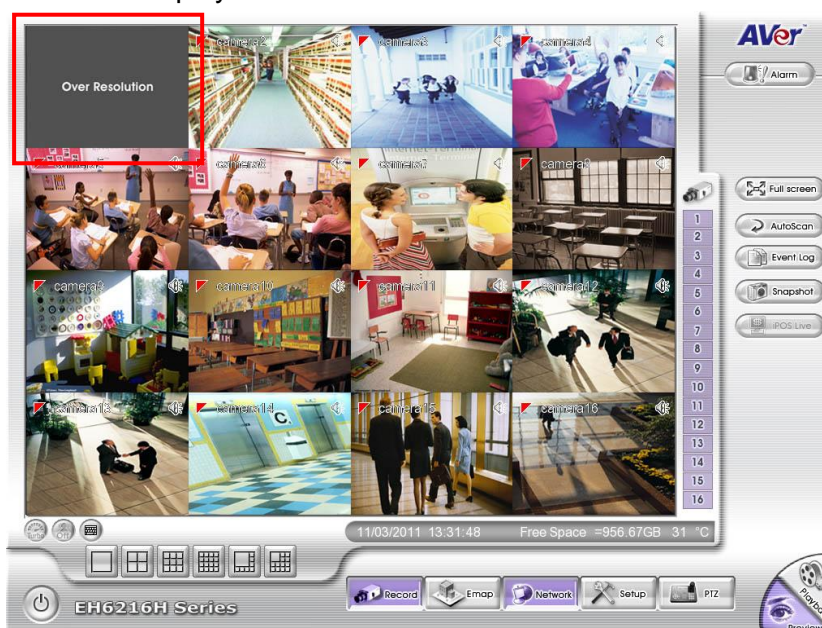 AVer
Over Resolution
camera2
camera3
camera4
Alarm
camera6
camera7
camera8
Full screen
AutoScan
Event Log
Snapshot
iPOS Live
1
2
3
4
5
6
7
8
9
10
11
12
13
14
15
16
camera9
camera10
camera11
camera12
camera13
camera14
camera15
camera16
C.
Turbo
Off
11/03/2011 13:31:48 Free Space =956.67GB 31 °C
EH6216H Series
Record
Emap
Network
Setup
PTZ